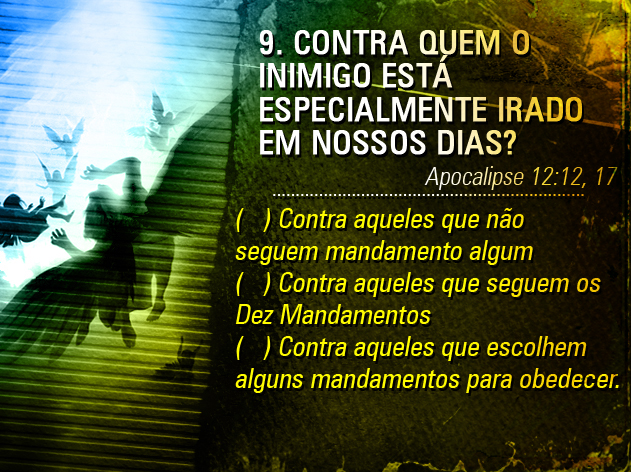 9. CONTRA QUEM O
INIMIGO ESTÁ
ESPECIALMENTE IRADO
EM NOSSOS DIAS?
Apocalipse 12:12, 17
(   ) Contra aqueles que não
seguem mandamento algum
(   ) Contra aqueles que seguem os
Dez Mandamentos
(   ) Contra aqueles que escolhem
alguns mandamentos para obedecer.